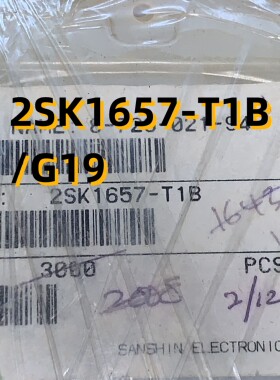 2SK1657-T1B
/G19
2SK1657-T1B
3000
PCS
2/12
SANSHIN ELECTRONIC